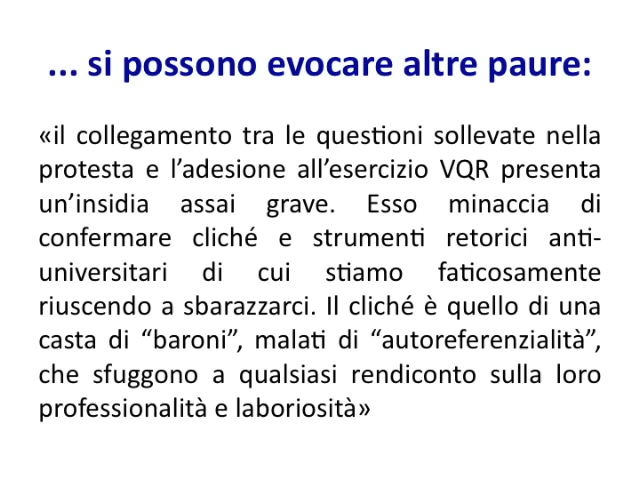 ... si possono evocare altre paure:
«il collegamento tra le questioni sollevate nella
protesta e l’adesione all’esercizio VQR presenta
un’insidia assai grave. Esso minaccia di
confermare cliché e strumenti retorici anti-
universitari di cui stiamo faticosamente
riuscendo a sbarazzarci. Il cliché è quello di una
casta di “baroni”, malati di “autoreferenzialità”,
che sfuggono a qualsiasi rendiconto sulla loro
professionalità e laboriosità»